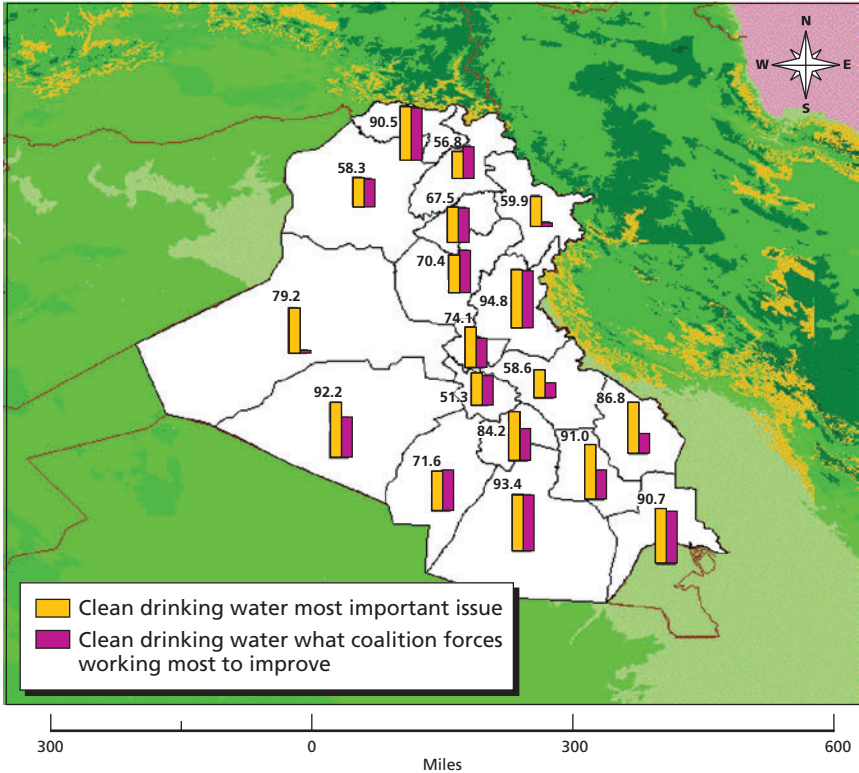 N
W E
S
90.5
56.8
58.3
59.9
67.5
70.4
94.8
79.2
74.1
58.6
51.3
86.8
92.2
84.2
91.0
71.6
93.4
90.7
Clean drinking water most important issue
Clean drinking water what coalition forces
working most to improve
300 0 300 600
Miles